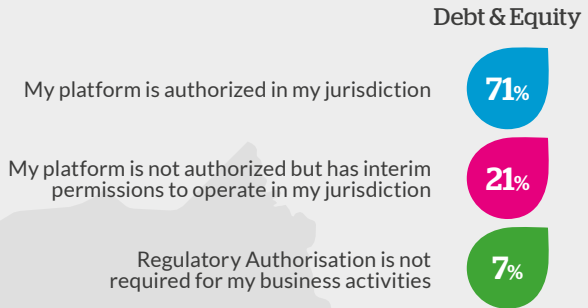 Debt & Equity
My platform is authorized in my jurisdiction
71%
My platform is not authorized but has interim
permissions to operate in my jurisdiction
21%
Regulatory Authorisation is not
required for my business activities
7%